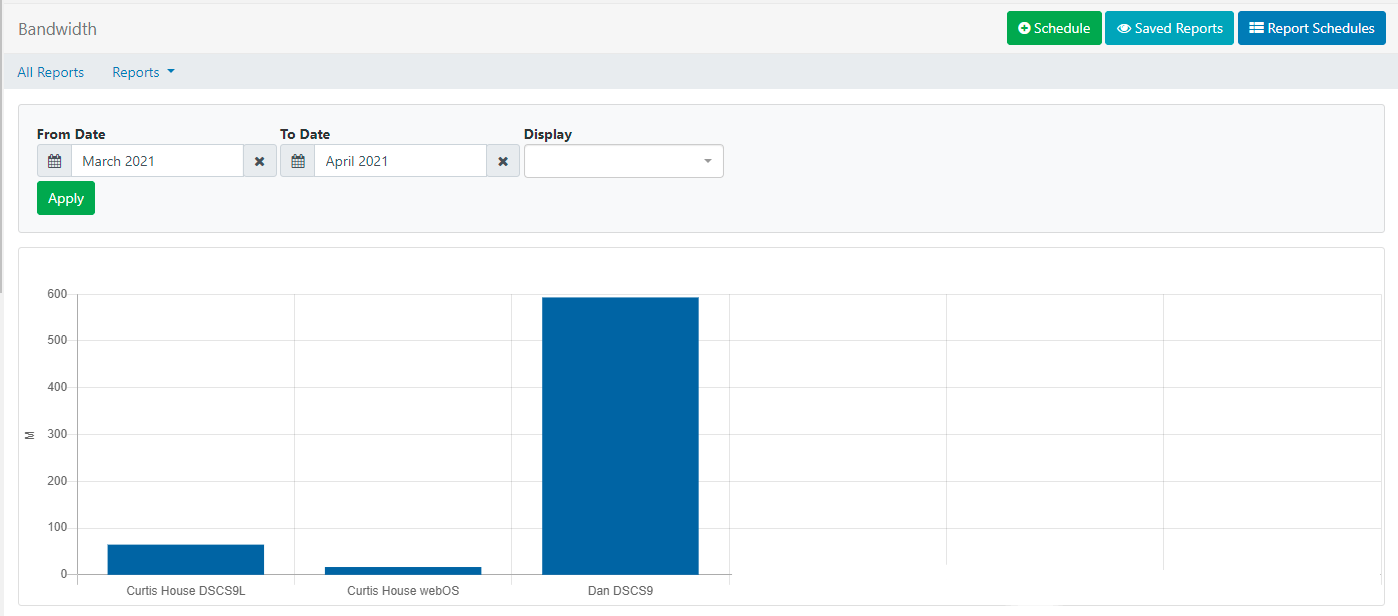 Bandwidth
Schedule
Saved Reports
Report Schedules
All Reports
Reports
From Date
To Date
Display
March 2021
April 2021
Apply
600
500
400
300
200
100
0
M
Curtis House DSCS9L
Curtis House webOS
Dan DSCS9